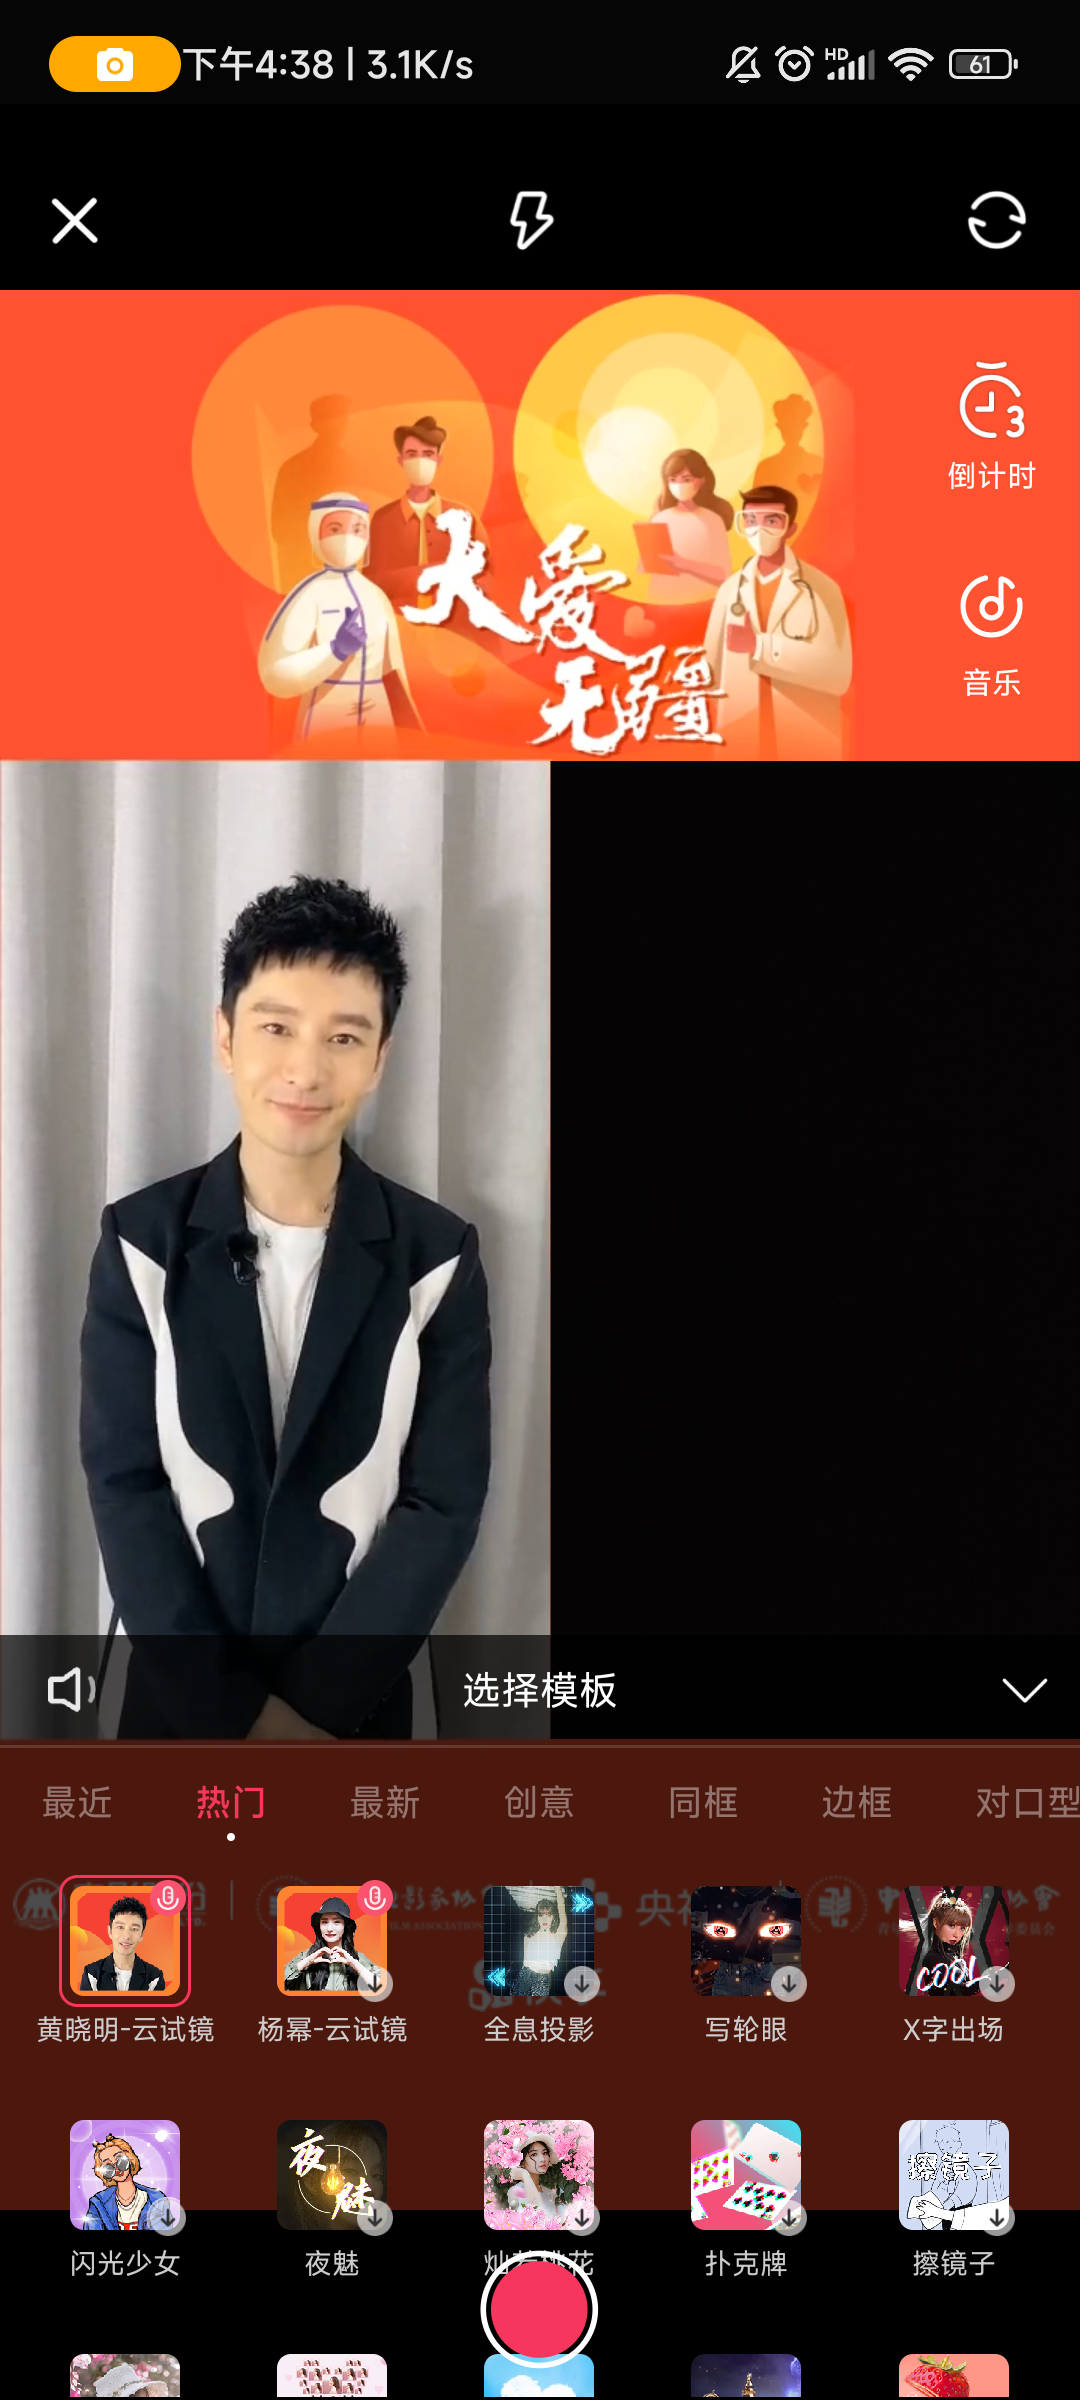 下午4:38 | 3.1K/s
HD
61
3
倒计时
音乐
大爱
无疆
选择模板
最近
热门
最新
创意
同框
边框
对口型
黄晓明-云试镜
杨幂-云试镜
全息投影
写轮眼
COOL
X字出场
夜魅
擦镜子
闪光少女
夜魅
扑克牌
擦镜子